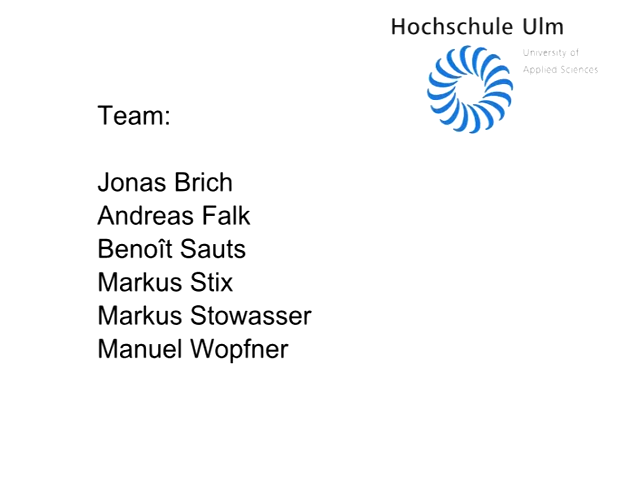 Hochschule Ulm
University of
Applied Sciences
Team:
Jonas Brich
Andreas Falk
Benoît Sauts
Markus Stix
Markus Stowasser
Manuel Wopfner